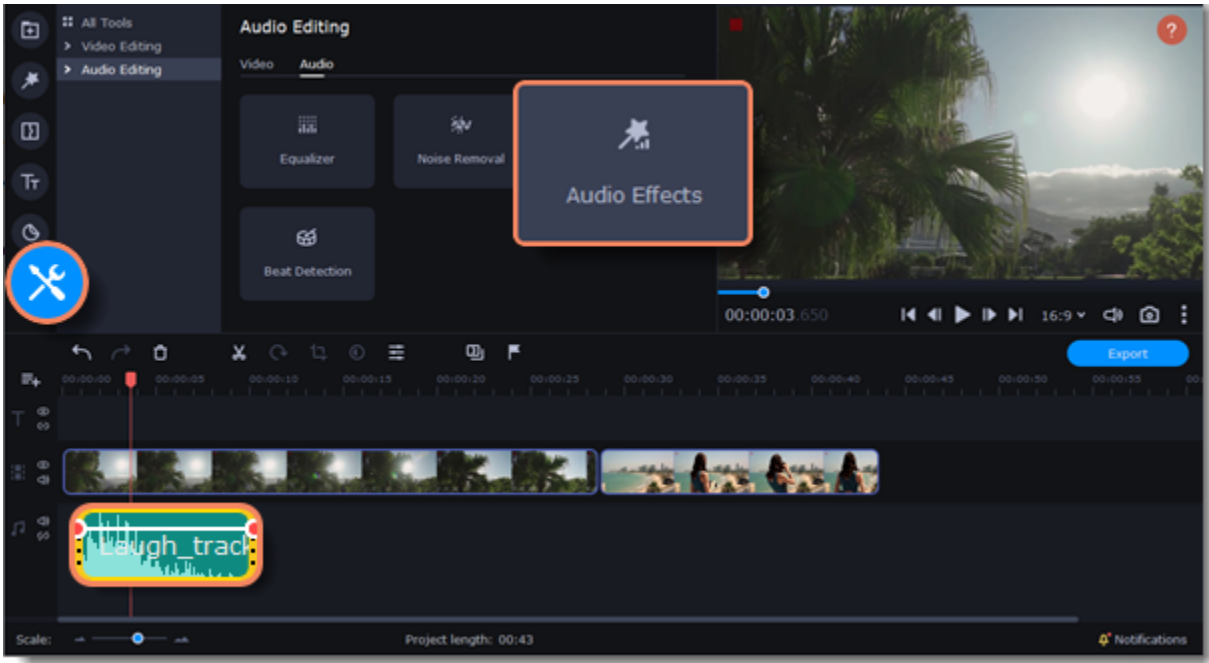 All Tools
Video Editing
Audio Editing
Audio Editing
Video Audio
Equalizer
Noise Removal
Audio Effects
Beat Detection
Tт
?
00:00:03.650
16:9
Export
00:00:00 00:00:05 00:00:10 00:00:15 00:00:20 00:00:25 00:00:30 00:00:35 00:00:40 00:00:45 00:00:50 00:00:55 00:
T
Laugh_track
Scale:
Project length: 00:43
Notifications